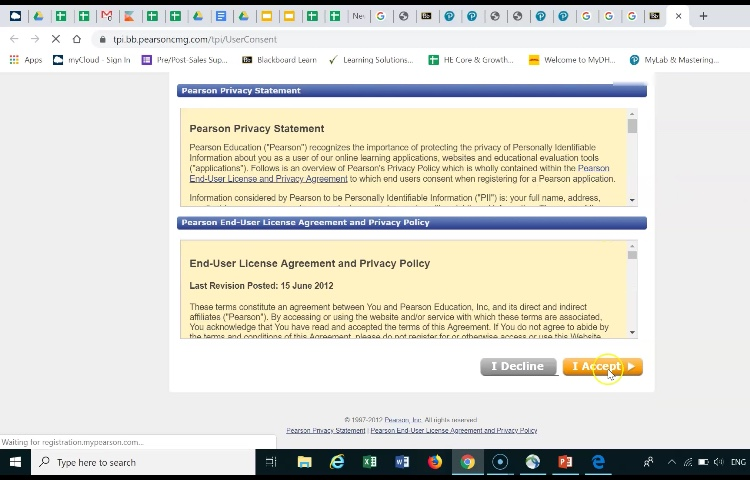 Nev
tpi.bb.pearsoncmg.com/tpi/UserConsent
Apps
myCloud - Sign In
Pre/Post-Sales Sup...
Blackboard Learn
Learning Solutions...
HE Core & Growth...
Welcome to MyDH...
MyLab & Mastering...
Pearson Privacy Statement
Pearson Privacy Statement
Pearson Education ("Pearson) recognizes the importance of protecting the privacy of Personally Identifiable
Information about you as a user of our online learning applications, websites and educational evaluation tools
("applications"). Follows is an overview of Pearson's Privacy Policy which is wholly contained within the Pearson
End-User License and Privacy Agreement to which end users consent when registering for a Pearson application.
Information considered by Pearson to be Personally Identifiable Information ("PII") is: your full name, address,
Pearson End-User License Agreement and Privacy Policy
End-User License Agreement and Privacy Policy
Last Revision Posted: 15 June 2012
These terms constitute an agreement between You and Pearson Education, Inc, and its direct and indirect
affiliates ("Pearson"). By accessing or using the website and/or service with which these terms are associated,
You acknowledge that You have read and accepted the terms of this Agreement. If You do not agree to abide by
the terms and conditions of this Agreement, please do not register for or otherwise access or use this Website
I Decline
I Accept
© 1997-2012 Pearson, Inc. All rights reserved
Pearson Privacy Statement | Pearson End-User License Agreement and Privacy Policy
Waiting for registration.mypearson.com...
Type here to search
ENG